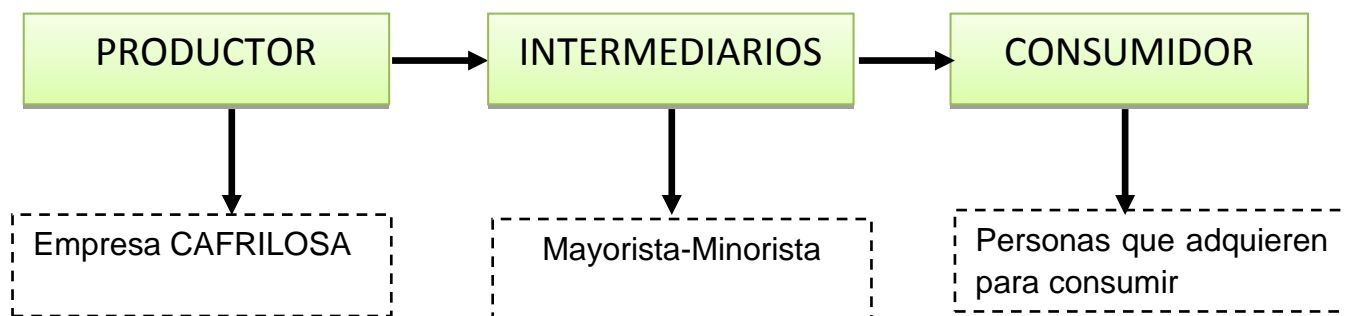 PRODUCTOR
INTERMEDIARIOS
CONSUMIDOR
Empresa CAFRILOSA
Mayorista-Minorista
Personas que adquieren
para consumir